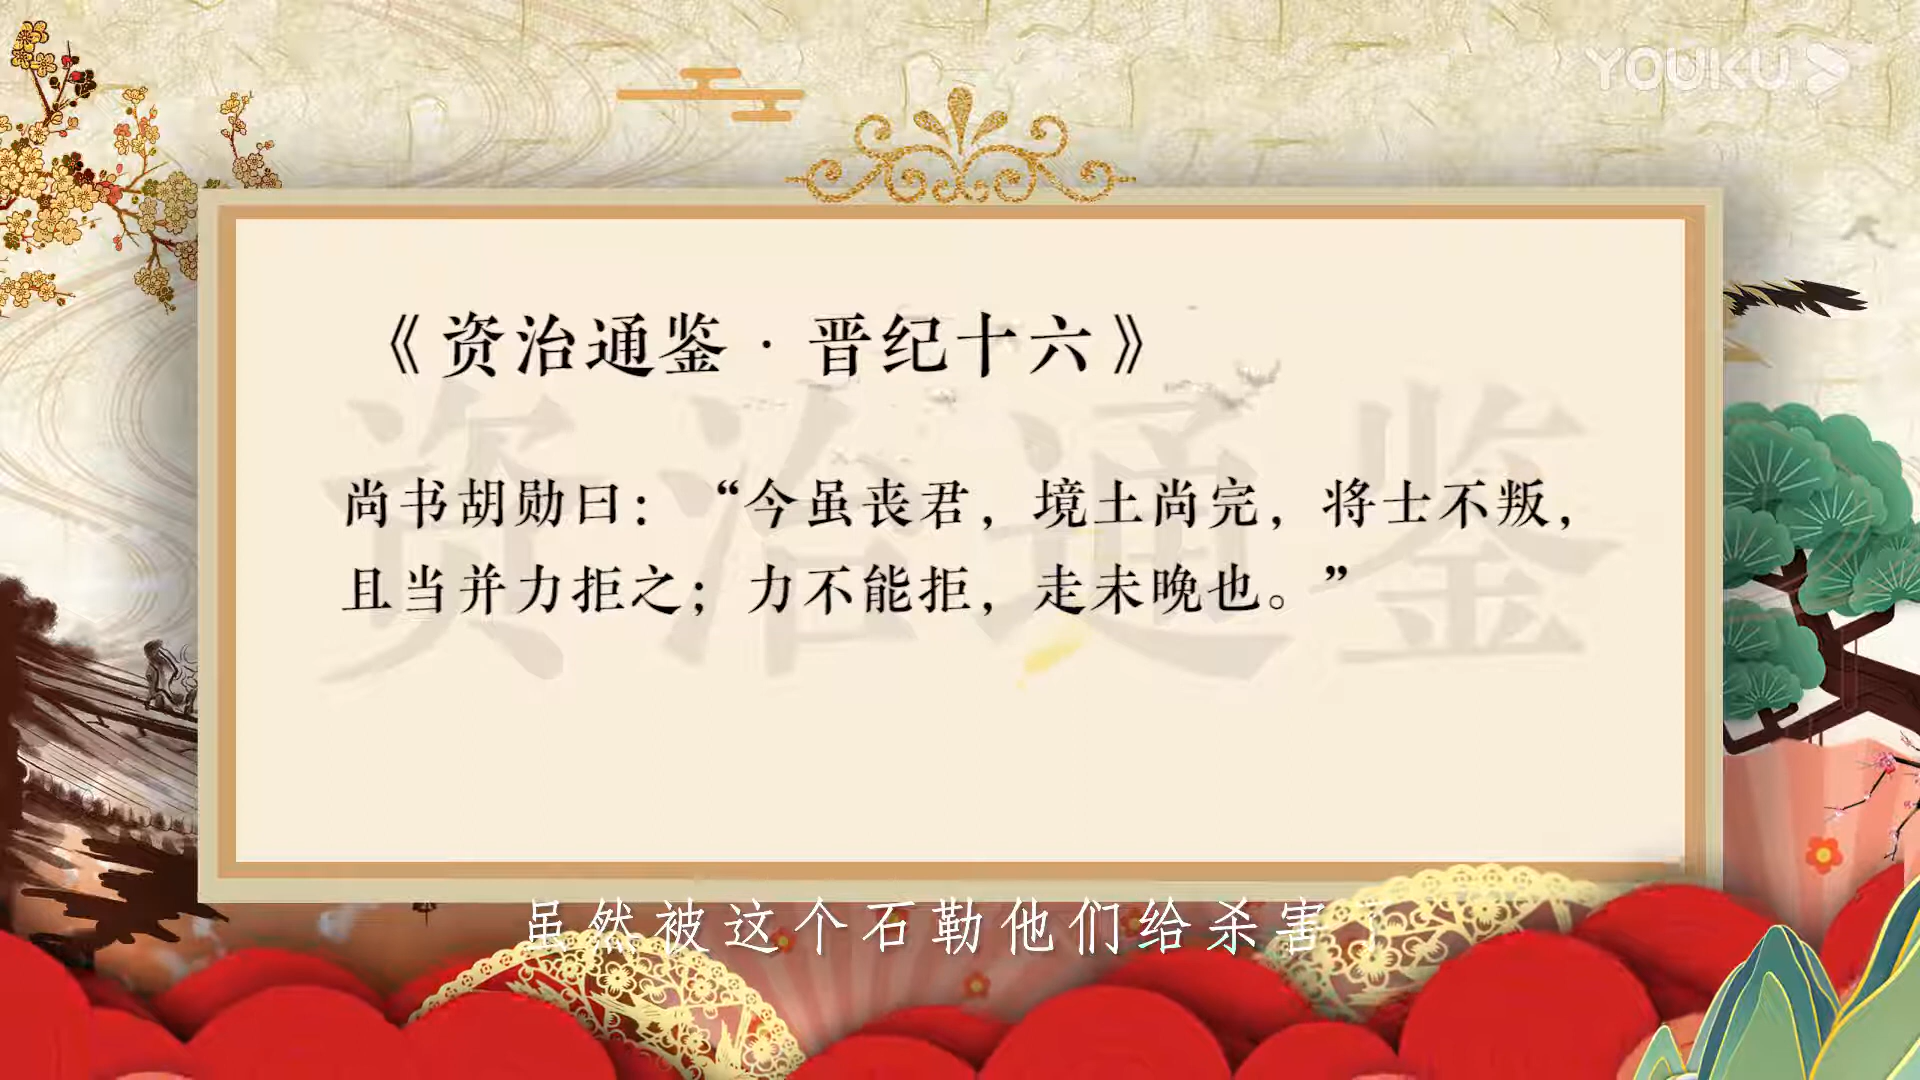 YOUKU
《资治通鉴·晋纪十六》
资治通鉴
尚书胡勋曰：“今虽丧君，境土尚完，将士不叛，
且当并力拒之；力不能拒，走未晚也。”
虽然被这个石勒他们给杀害了